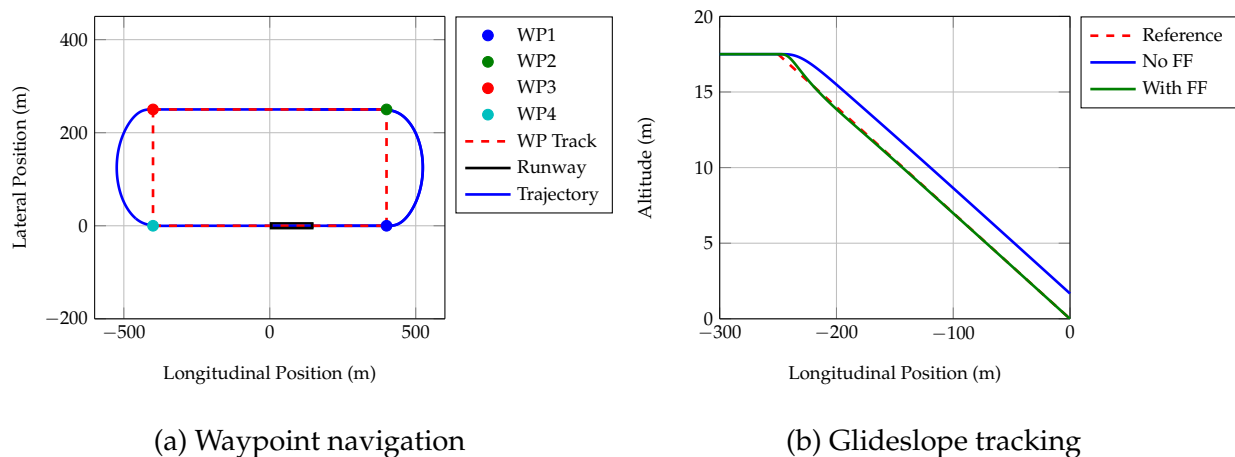 400
200
0
−200
−500
0
500
Lateral Position (m)
Longitudinal Position (m)
WP1
WP2
WP3
WP4
WP Track
Runway
Trajectory
(a) Waypoint navigation
20
15
10
5
0
−300
−200
−100
0
Altitude (m)
Longitudinal Position (m)
Reference
No FF
With FF
(b) Glideslope tracking